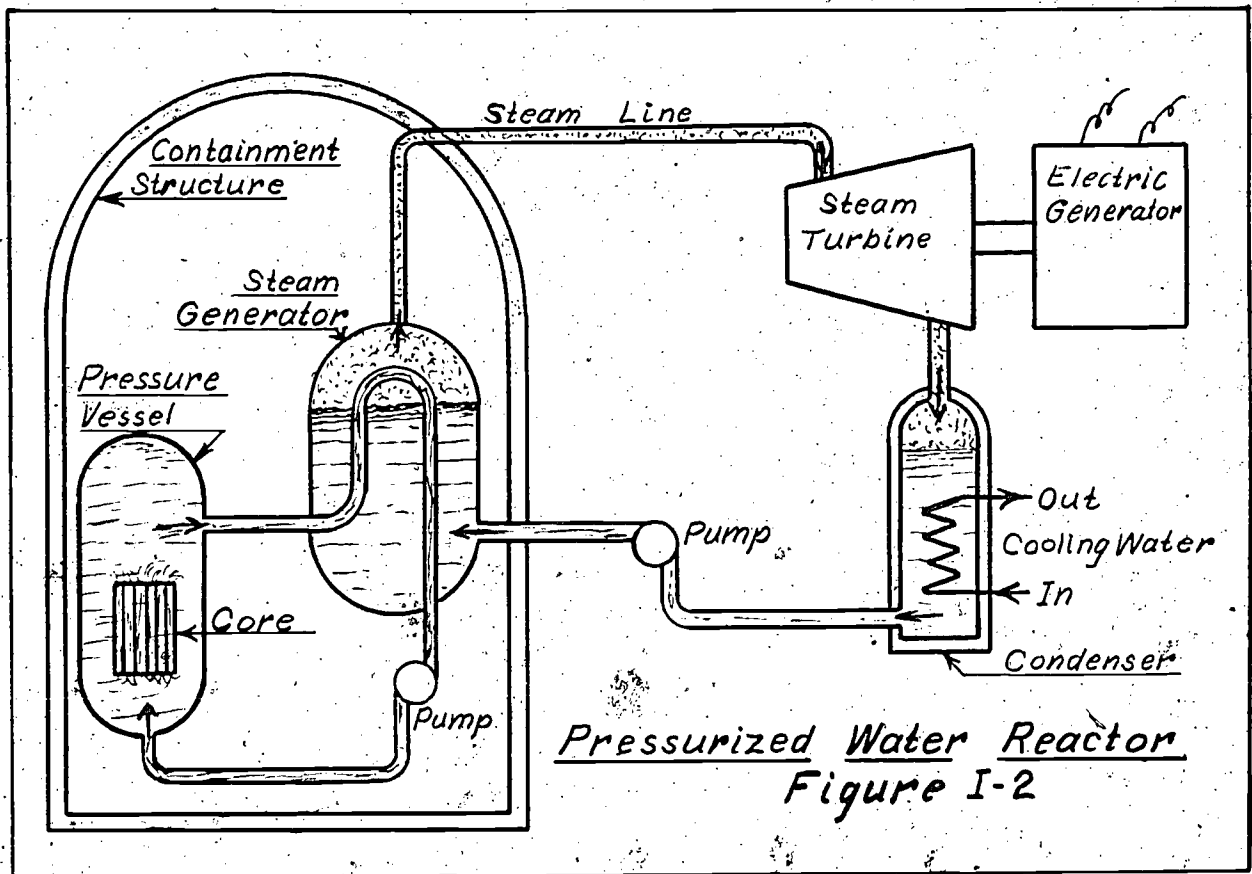 Steam Line
Containment
Structure
Electric
Generator
Steam
Turbine
Steam
Generator
Pressure
Vessel
Pump
Out
Cooling Water
In
Core
Condenser
Pump
Pressurized Water Reactor
Figure I-2